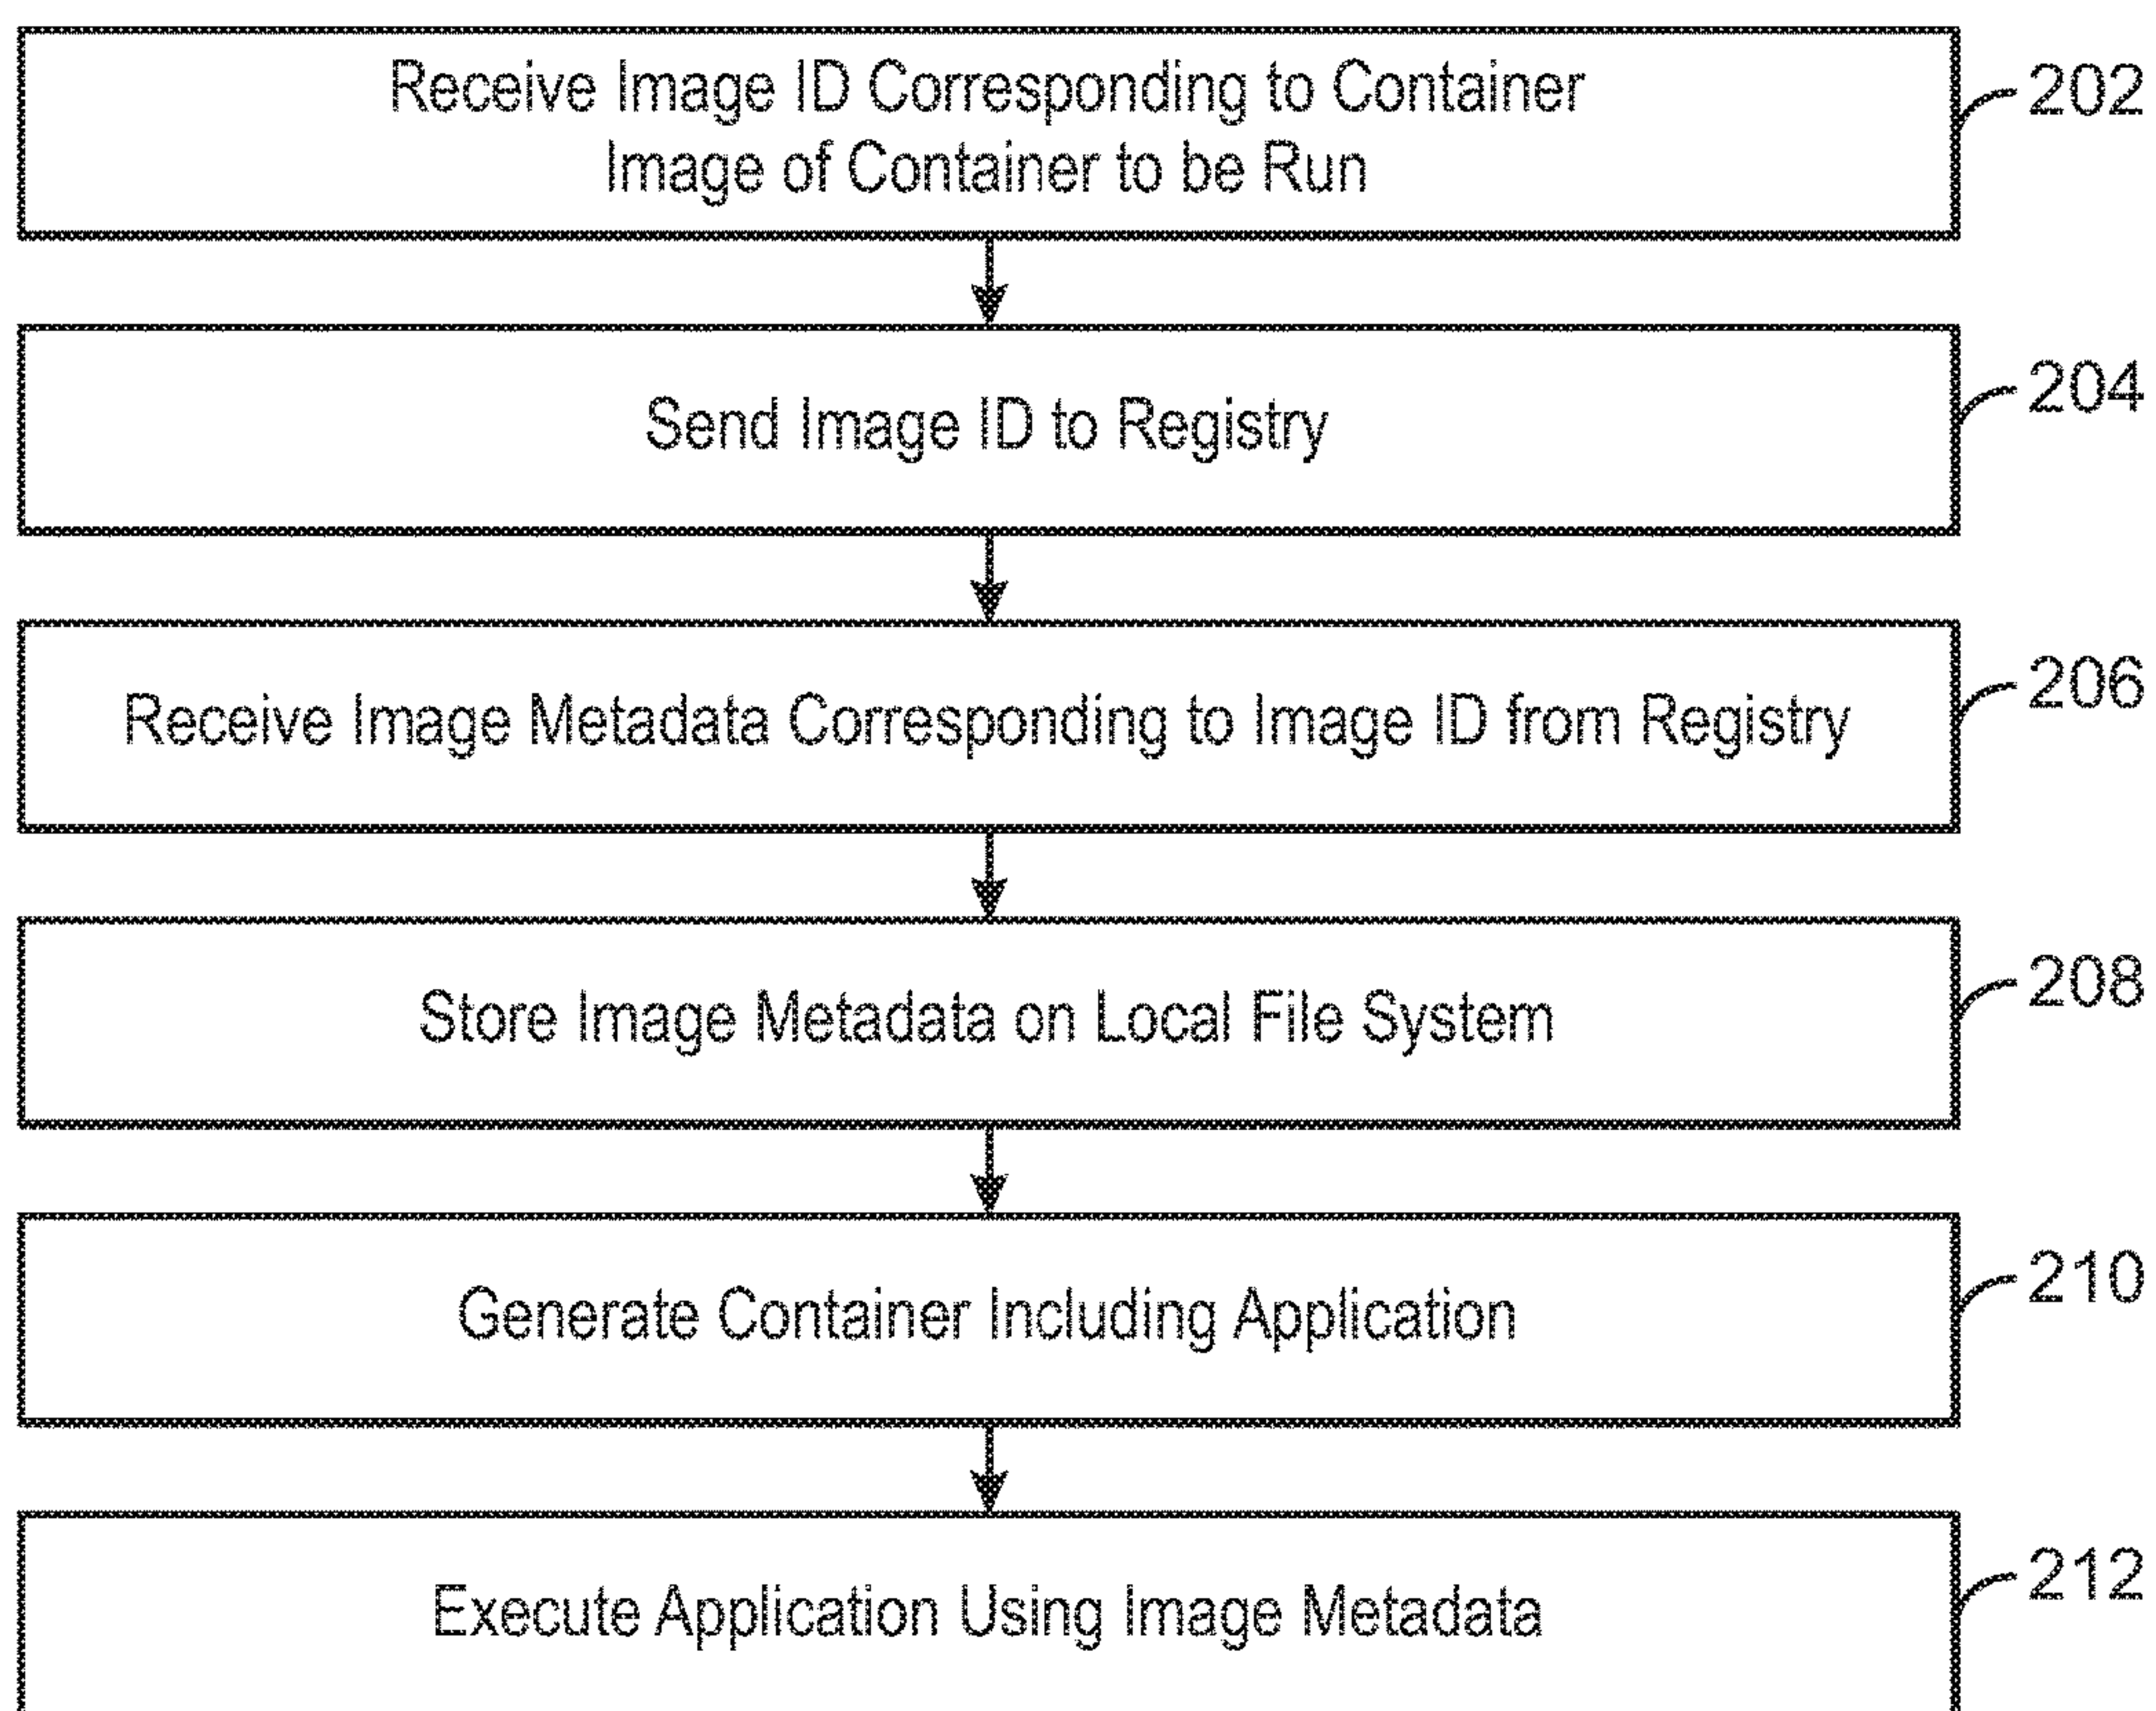 Receive Image ID Corresponding to Container
Image of Container to be Run
202
Send Image ID to Registry
204
Receive Image Metadata Corresponding to Image ID from Registry
206
Store Image Metadata on Local File System
208
Generate Container Including Application
210
Execute Application Using Image Metadata
212